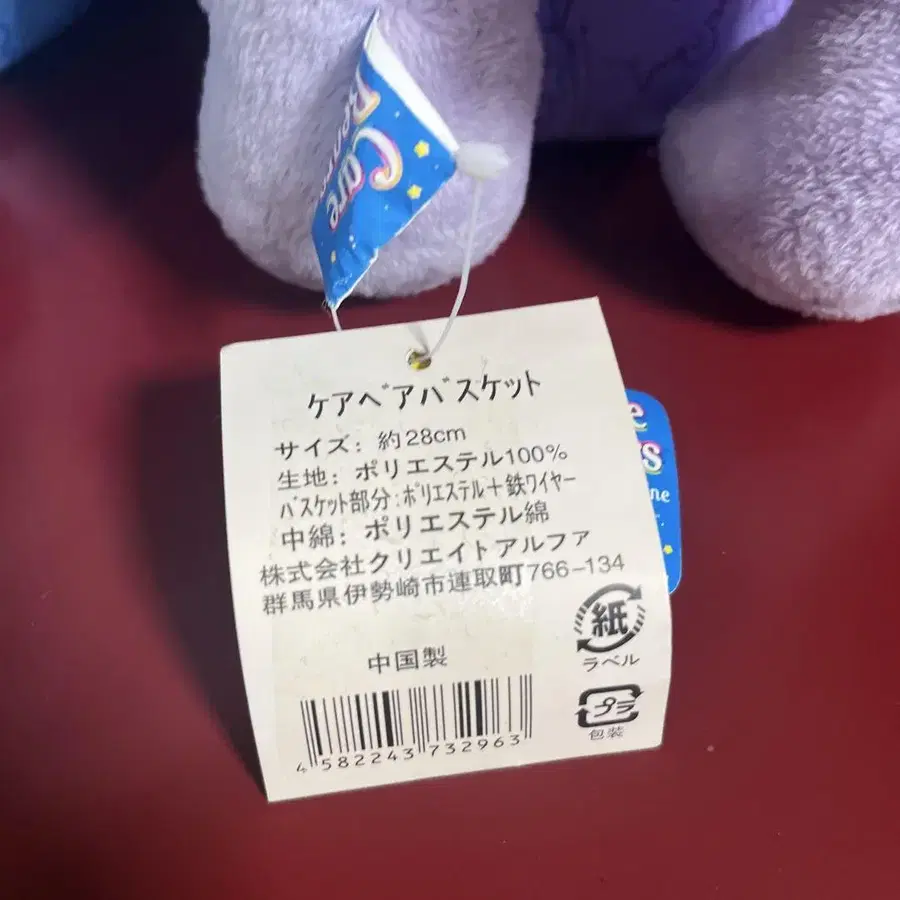 Care
ケアベアバスケット
サイズ: 約28cm
生地: ポリエステル100%
バスケット部分:ポリエステル+鉄ワイヤー
中綿: ポリエステル綿
株式会社クリエイトアルファ
群馬県伊勢崎市連取町766-134
紙
ラベル
中国製
プラ
包装
4 582243 732963